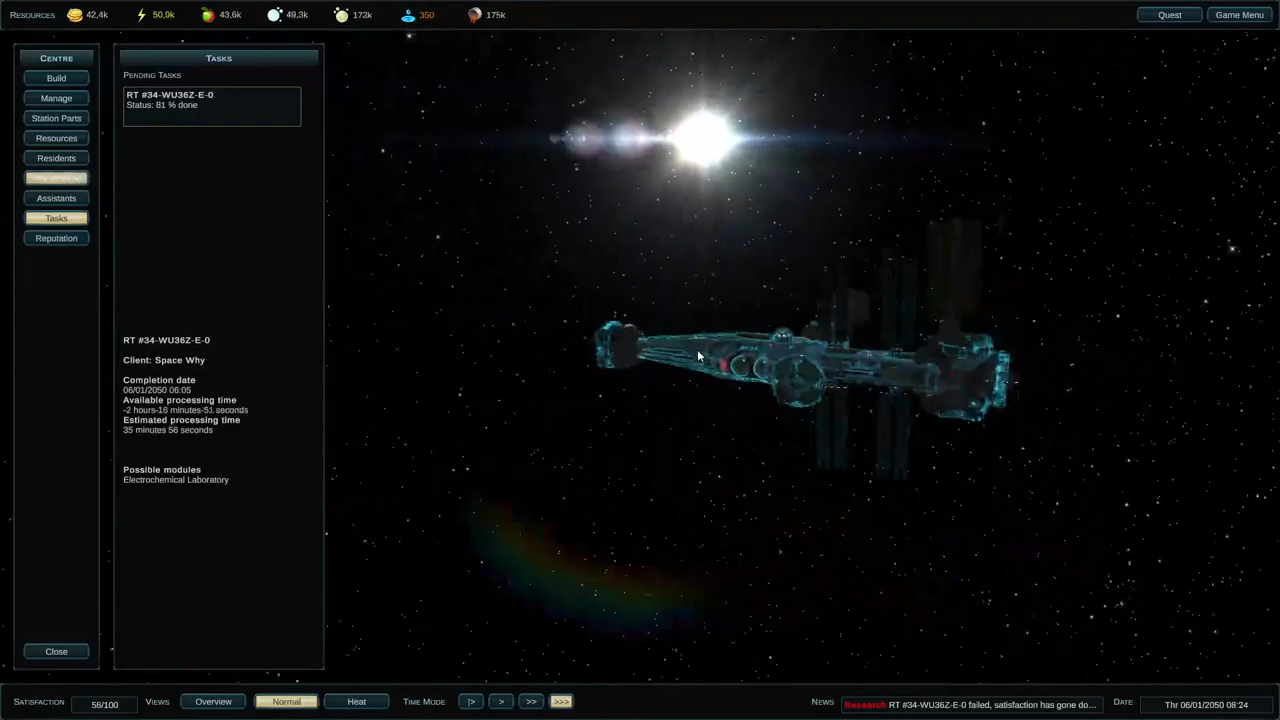 RESOURCES 42,4k 50,0k 43,6k 49,3k 172k 350 175k Quest Game Menu
CENTRE
Build
Manage
Station Parts
Resources
Residents
Assistants
Tasks
Reputation
Close
TASKS
PENDING TASKS
RT #34-WU36Z-E-0
Status: 81 % done
RT #34-WU36Z-E-0
Client: Space Why
Completion date
06/01/2050 06:05
Available processing time
-2 hours-18 minutes-51 seconds
Estimated processing time
35 minutes 56 seconds
Possible modules
Electrochemical Laboratory
SATISFACTION 56/100 VIEWS Overview Normal Heat TIME MODE |> > >> >>> NEWS Research RT #34-WU36Z-E-0 failed, satisfaction has gone do... DATE Thr 06/01/2050 08:24